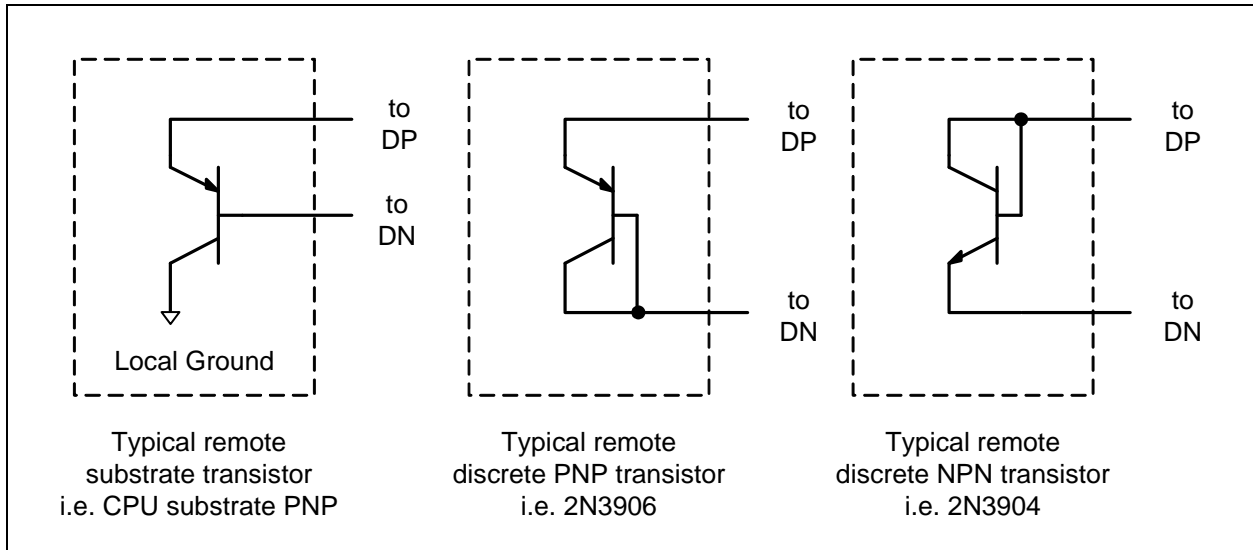 to
DP
to
DN
Local Ground
Typical remote
substrate transistor
i.e. CPU substrate PNP
to
DP
to
DN
Typical remote
discrete PNP transistor
i.e. 2N3906
to
DP
to
DN
Typical remote
discrete NPN transistor
i.e. 2N3904